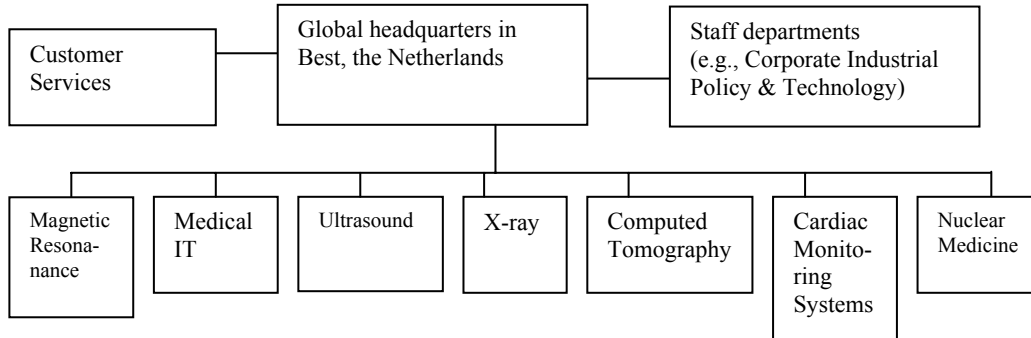 Customer
Services
Global headquarters in
Best, the Netherlands
Staff departments
(e.g., Corporate Industrial
Policy & Technology)
Magnetic
Resona-
nance
Medical
IT
Ultrasound
X-ray
Computed
Tomography
Cardiac
Monito-
ring
Systems
Nuclear
Medicine